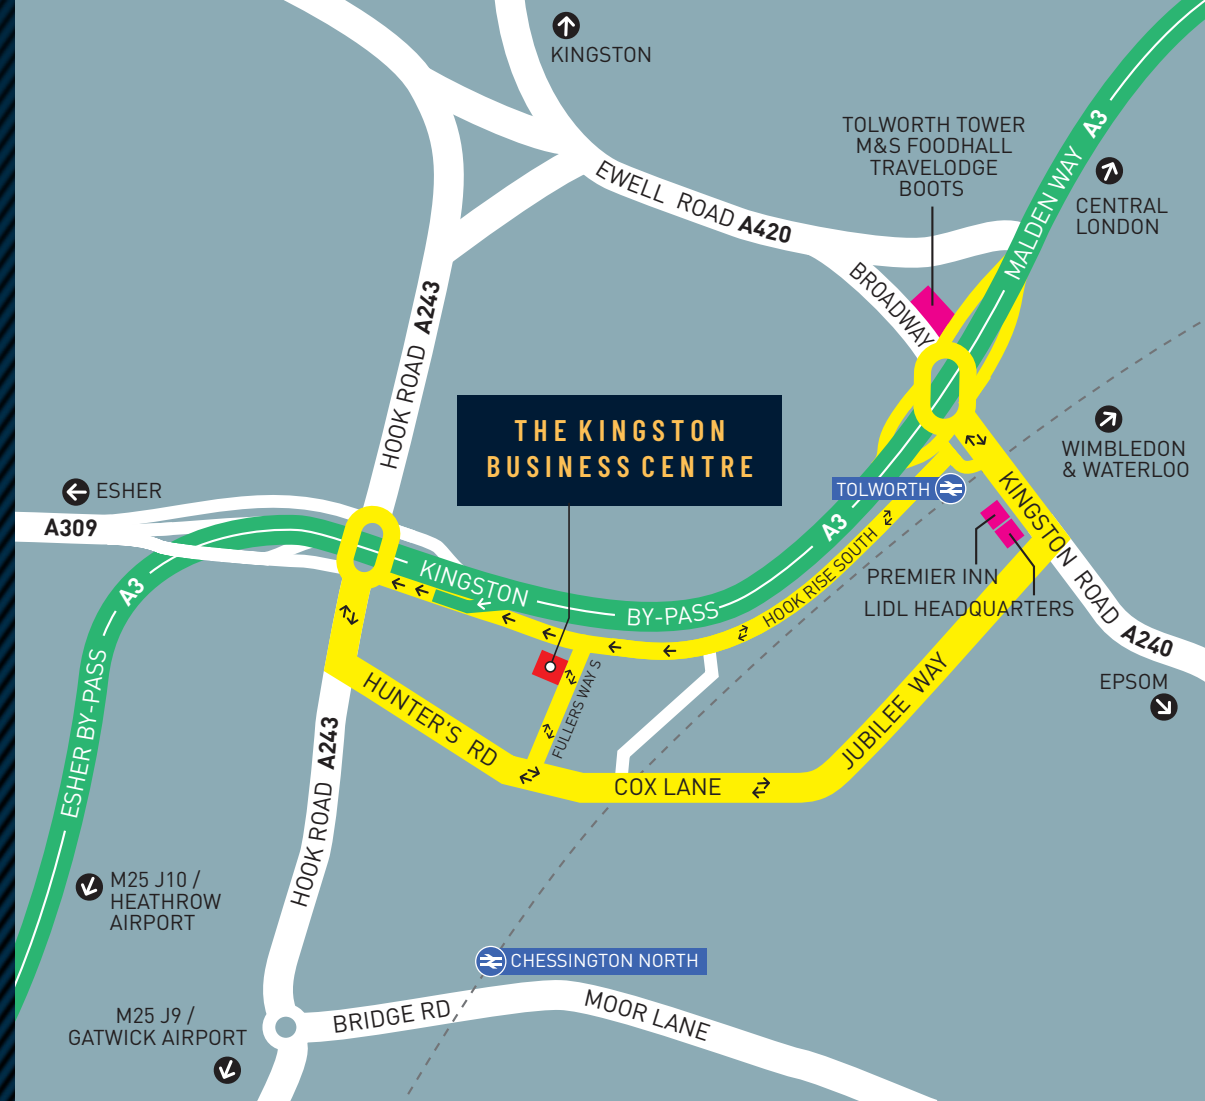 KINGSTON
TOLWORTH TOWER
M&S FOODHALL
TRAVELODGE
BOOTS
MALDEN WAY A3
CENTRAL
LONDON
EWELL ROAD A420
BROADWAY
HOOK ROAD A243
THE KINGSTON
BUSINESS CENTRE
WIMBLEDON
& WATERLOO
ESHER
A309
TOLWORTH
KINGSTON ROAD A240
A3
KINGSTON BY-PASS A3
HOOK RISE SOUTH
PREMIER INN
LIDL HEADQUARTERS
EPSOM
ESHER BY-PASS
HUNTER'S RD
FULLERS WAY S
JUBILEE WAY
COX LANE
HOOK ROAD A243
M25 J10 /
HEATHROW
AIRPORT
CHESSINGTON NORTH
M25 J9 /
GATWICK AIRPORT
BRIDGE RD
MOOR LANE